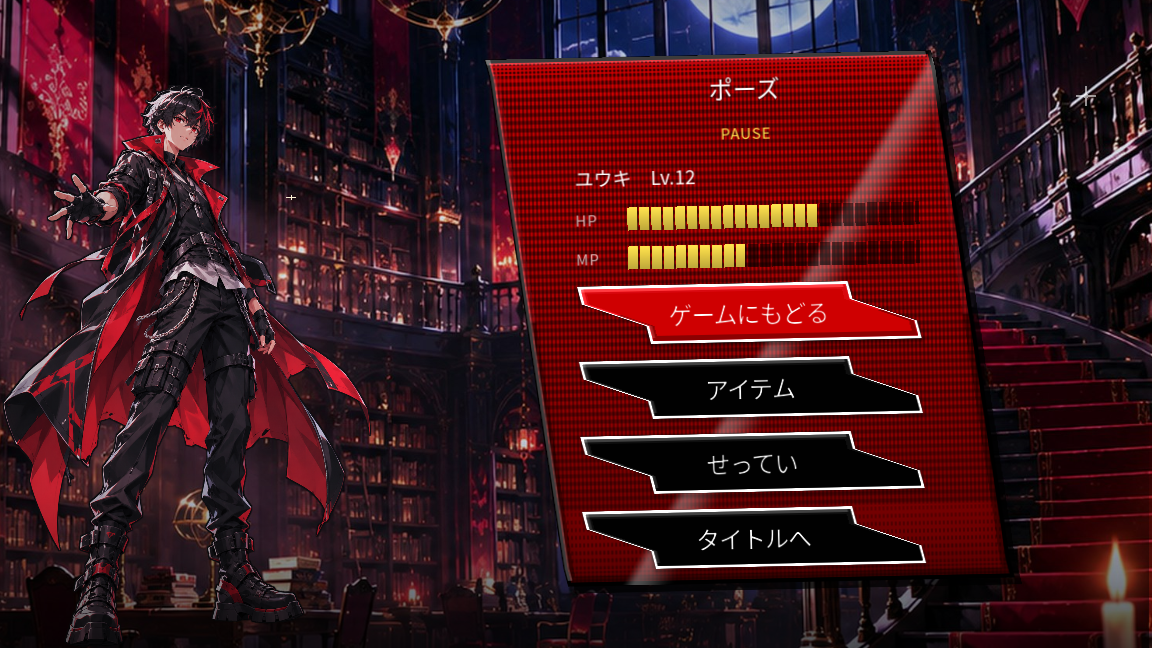 ポーズ
PAUSE
ユウキ Lv.12
HP
MP
ゲームにもどる
アイテム
せってい
タイトルへ